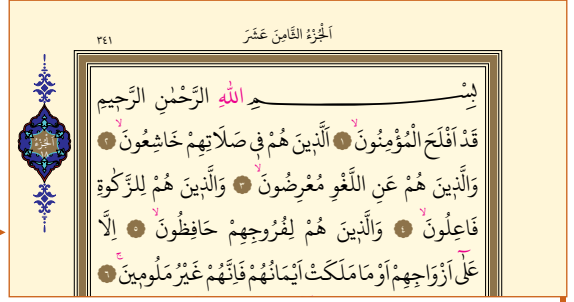 اَلْجُزْءُ الثَّامِنَ عَشَرَ
٣٤١
بِسْمِ اللّٰهِ الرَّحْمٰنِ الرَّح۪يمِ
قَدْ اَفْلَحَ الْمُؤْمِنُونَۙ ١ اَلَّذ۪ينَ هُمْ ف۪ي صَلَاتِهِمْ خَاشِعُونَۙ ٢
وَالَّذ۪ينَ هُمْ عَنِ اللَّغْوِ مُعْرِضُونَۙ ٣ وَالَّذ۪ينَ هُمْ لِلزَّكٰوةِ
فَاعِلُونَۙ ٤ وَالَّذ۪ينَ هُمْ لِفُرُوجِهِمْ حَافِظُونَۙ ٥ اِلَّا
عَلٰٓى اَزْوَاجِهِمْ اَوْ مَا مَلَكَتْ اَيْمَانُهُمْ فَاِنَّهُمْ غَيْرُ مَلُوم۪ينَۚ ٦
اَلْجُزْءُ